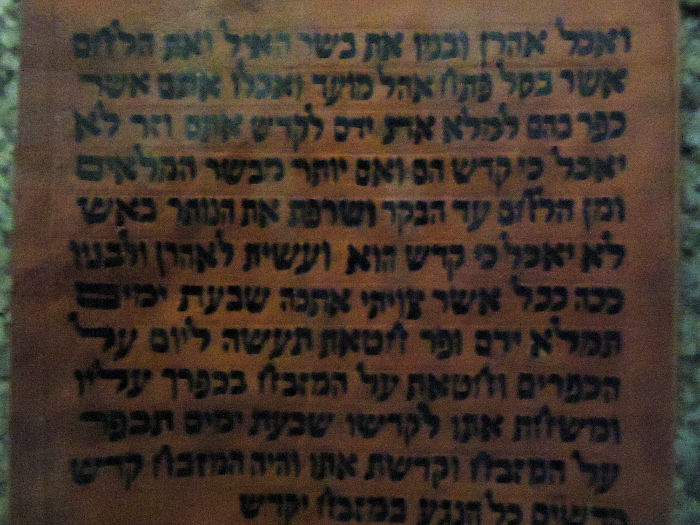 ואכל אהרן ובניו את בשר האיל ואת הלחם
אשר בסל פתח אהל מועד ואכלו אתם אשר
כפר בהם למלא את ידם לקדש אתם וזר לא
יאכל כי קדש הם ואם יותר מבשר המלאים
ומן הלחם עד הבקר ושרפת את הנותר באש
לא יאכל כי קדש הוא ועשית לאהרן ולבניו
ככה ככל אשר צויתי אתכה שבעת ימים
תמלא ידם ופר חטאת תעשה ליום על
הכפרים וחטאת על המזבח בכפרך עליו
ומשחת אתו לקדשו שבעת ימים תכפר
על המזבח וקדשת אתו והיה המזבח קדש
קדשים כל הנגע במזבח יקדש